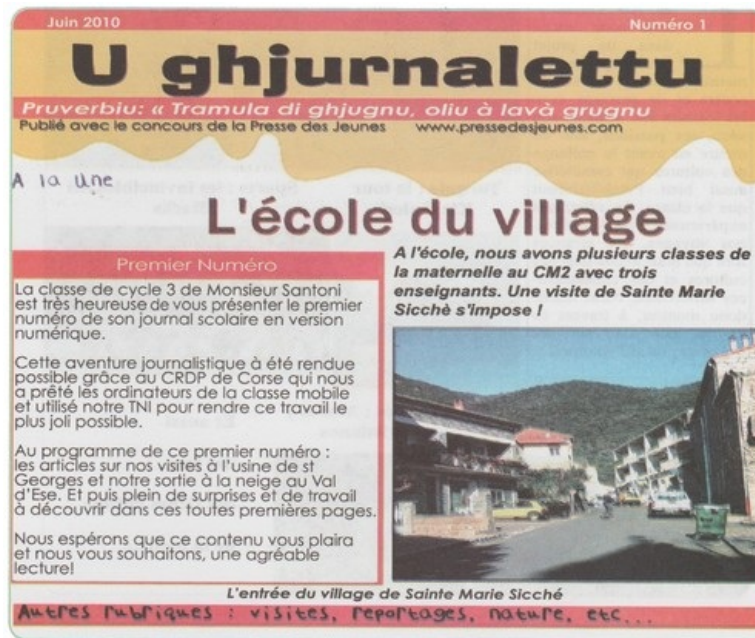 Juin 2010 Numéro 1
U ghjurnalettu
Pruverbiu: « Tramula di ghjugnu, oliu à lavà grugnu
Publié avec le concours de la Presse des Jeunes www.pressedesjeunes.com
A la une
L'école du village
Premier Numéro
La classe de cycle 3 de Monsieur Santoni
est très heureuse de vous présenter le premier
numéro de son journal scolaire en version
numérique.
Cette aventure journalistique à été rendue
possible grâce au CRDP de Corse qui nous
a prêté les ordinateurs de la classe mobile
et utilisé notre TNI pour rendre ce travail le
plus joli possible.
Au programme de ce premier numéro :
les articles sur nos visites à l'usine de st
Georges et notre sortie à la neige au Val
d'Ese. Et puis plein de surprises et de travail
à découvrir dans ces toutes premières pages.
Nous espérons que ce contenu vous plaira
et nous vous souhaitons, une agréable
lecture!
A l'école, nous avons plusieurs classes de
la maternelle au CM2 avec trois
enseignants. Une visite de Sainte Marie
Sicchè s'impose !
L'entrée du village de Sainte Marie Sicché
Autres rubriques : visites, reportages, nature, etc...